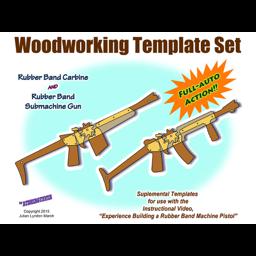 Woodworking Template Set
Rubber Band Carbine
AND
Rubber Band
Submachine Gun
FULL-AUTO
ACTION!!
Copyright 2015
Julian Lyndon Marsh
Suplemental Templates
for use with the
Instructional Video,
"Experience Building a Rubber Band Machine Pistol"